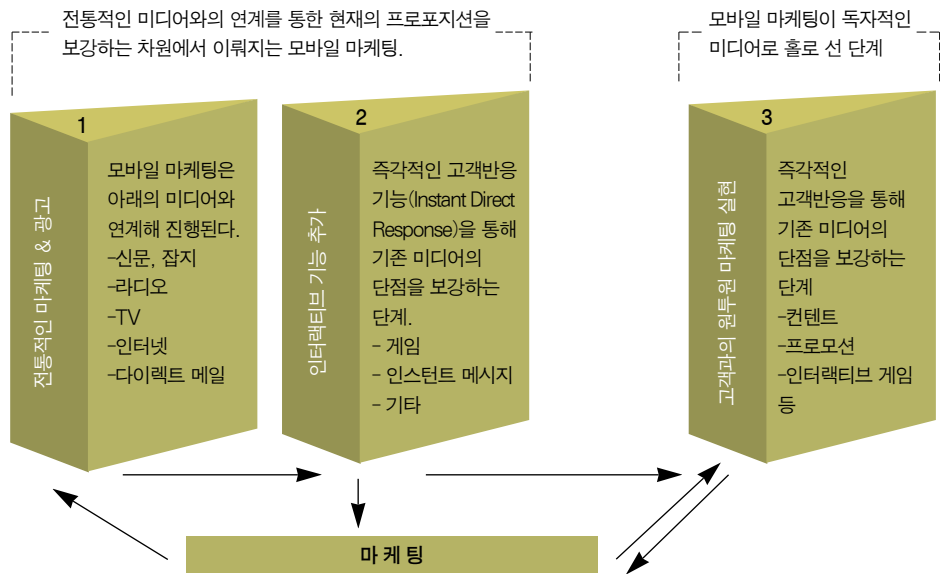 전통적인 미디어와의 연계를 통한 현재의 프로포지션을
보강하는 차원에서 이뤄지는 모바일 마케팅.
모바일 마케팅이 독자적인
미디어로 홀로 선 단계
1
전통적인 마케팅 & 광고
모바일 마케팅은
아래의 미디어와
연계해 진행된다.
-신문, 잡지
-라디오
-TV
-인터넷
-다이렉트 메일
2
인터랙티브 기능 추가
즉각적인 고객반응
기능(Instant Direct
Response)을 통해
기존 미디어의
단점을 보강하는
단계.
- 게임
- 인스턴트 메시지
- 기타
3
고객과의 원투원 마케팅 실현
즉각적인
고객반응을 통해
기존 미디어의
단점을 보강하는
단계
-컨텐트
-프로모션
-인터랙티브 게임
등
마케팅